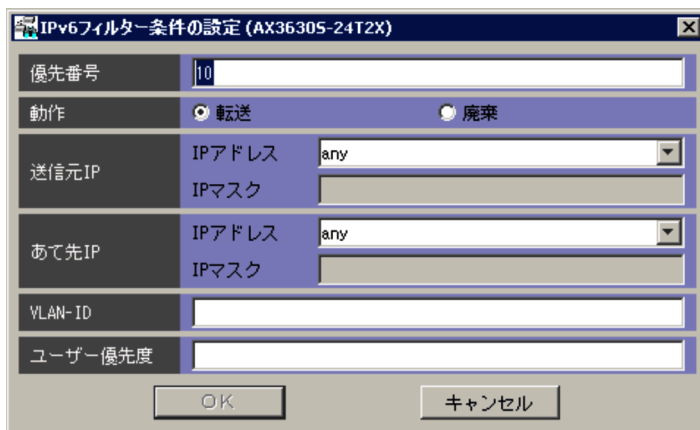 IPv6フィルター条件の設定 (AX3630S-24T2X)
優先番号 10
動作 転送 廃棄
送信元IP
IPアドレス any
IPマスク
あて先IP
IPアドレス any
IPマスク
VLAN-ID
ユーザー優先度
OK キャンセル